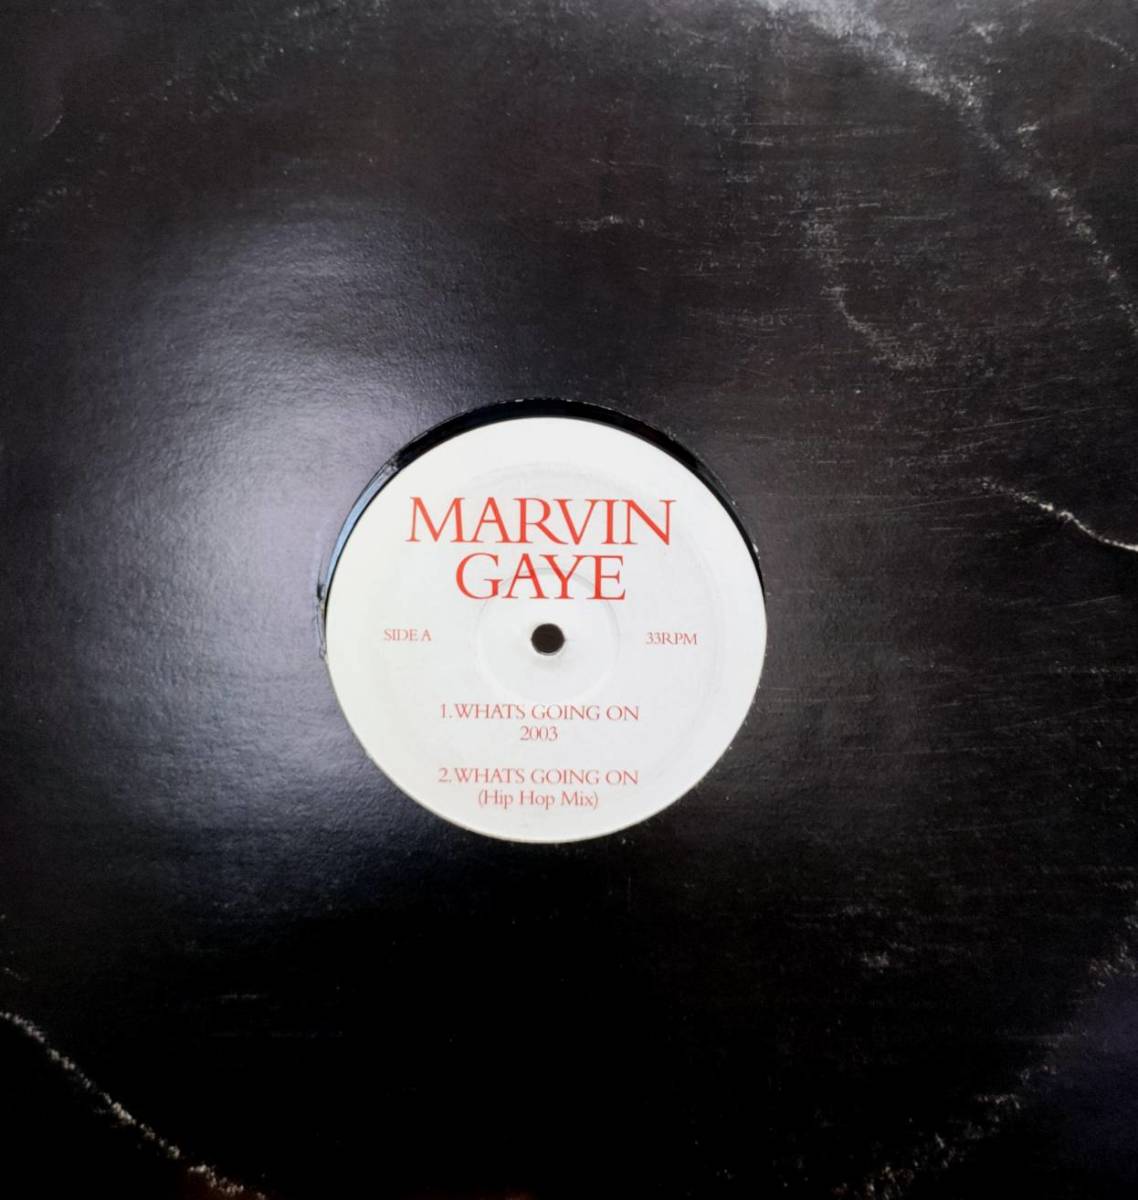 MARVIN
GAYE
SIDE A 33RPM
1.WHATS GOING ON
2003
2.WHATS GOING ON
(Hip Hop Mix)